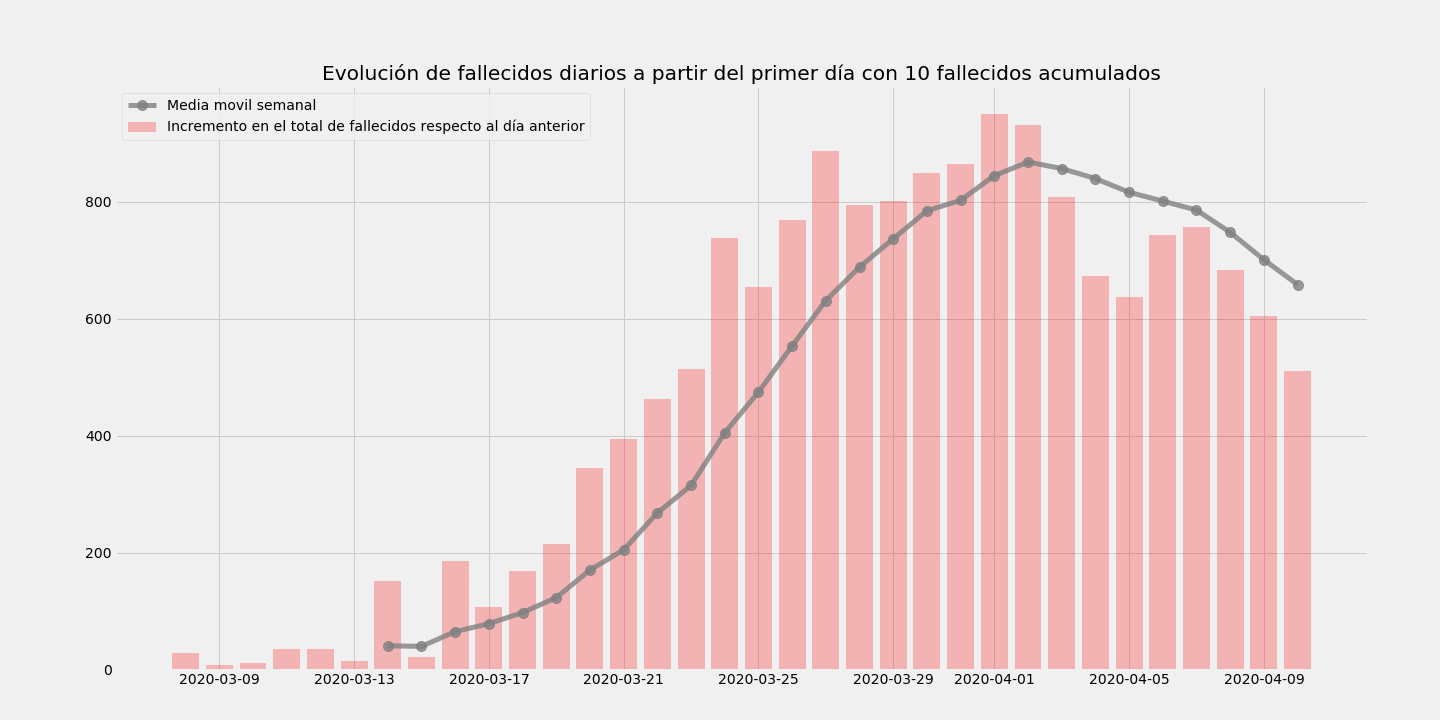 Evolución de fallecidos diarios a partir del primer día con 10 fallecidos acumulados
Media movil semanal
Incremento en el total de fallecidos respecto al día anterior
800
600
400
200
0
2020-03-09 2020-03-13 2020-03-17 2020-03-21 2020-03-25 2020-03-29 2020-04-01 2020-04-05 2020-04-09